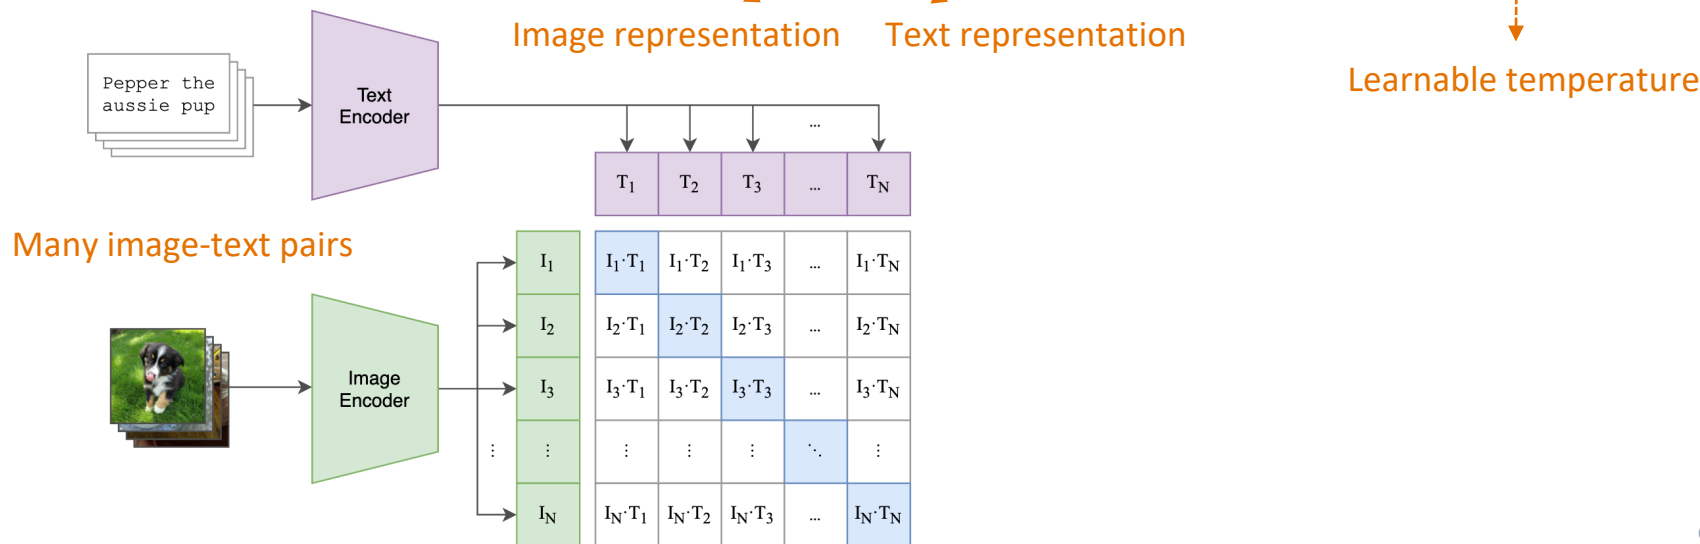 Image representation Text representation
Learnable temperature
Pepper the
aussie pup
Text
Encoder
...
T1 T2 T3 ... TN
Many image-text pairs
I1 I1·T1 I1·T2 I1·T3 ... I1·TN
I2 I2·T1 I2·T2 I2·T3 ... I2·TN
Image
Encoder
I3 I3·T1 I3·T2 I3·T3 ... I3·TN
⋮ ⋮ ⋮ ⋮ ⋮ ⋱ ⋮
IN IN·T1 IN·T2 IN·T3 ... IN·TN